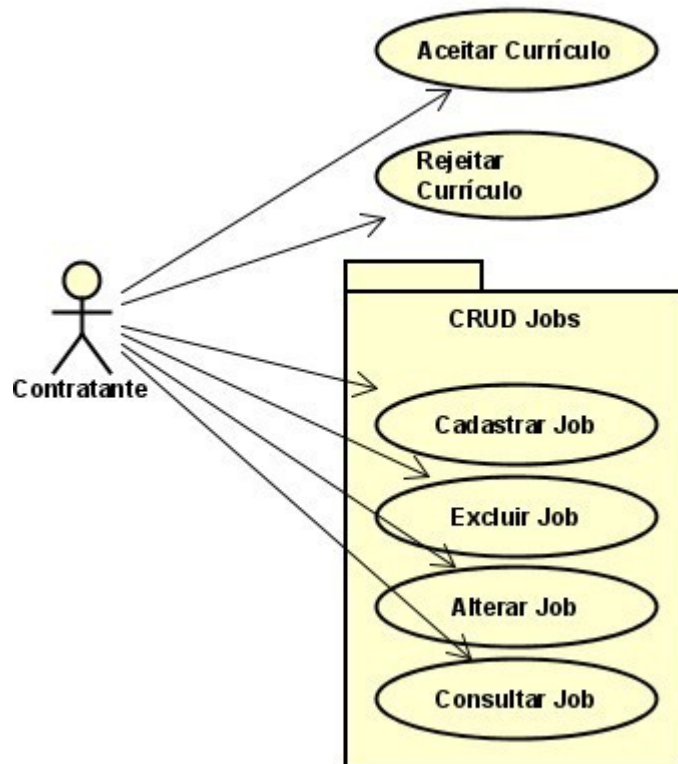 Aceitar Currículo
Rejeitar
Currículo
Contratante
CRUD Jobs
Cadastrar Job
Excluir Job
Alterar Job
Consultar Job